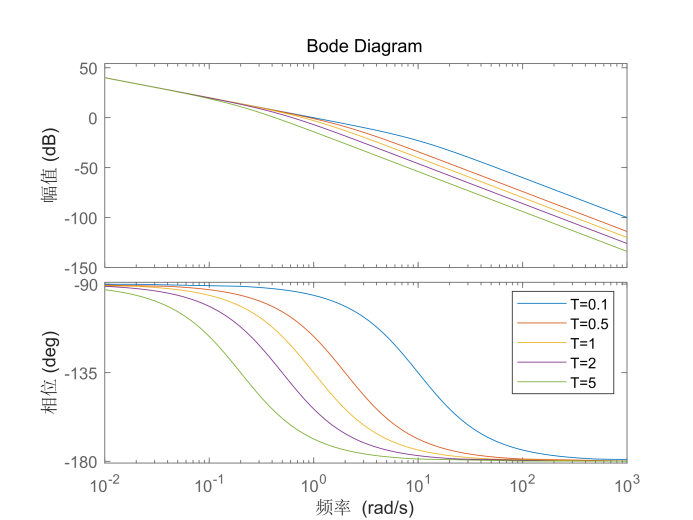 Bode Diagram
50
0
-50
-100
-150
幅值 (dB)
-90
-135
-180
相位 (deg)
T=0.1
T=0.5
T=1
T=2
T=5
10^-2 10^-1 10^0 10^1 10^2 10^3
频率 (rad/s)